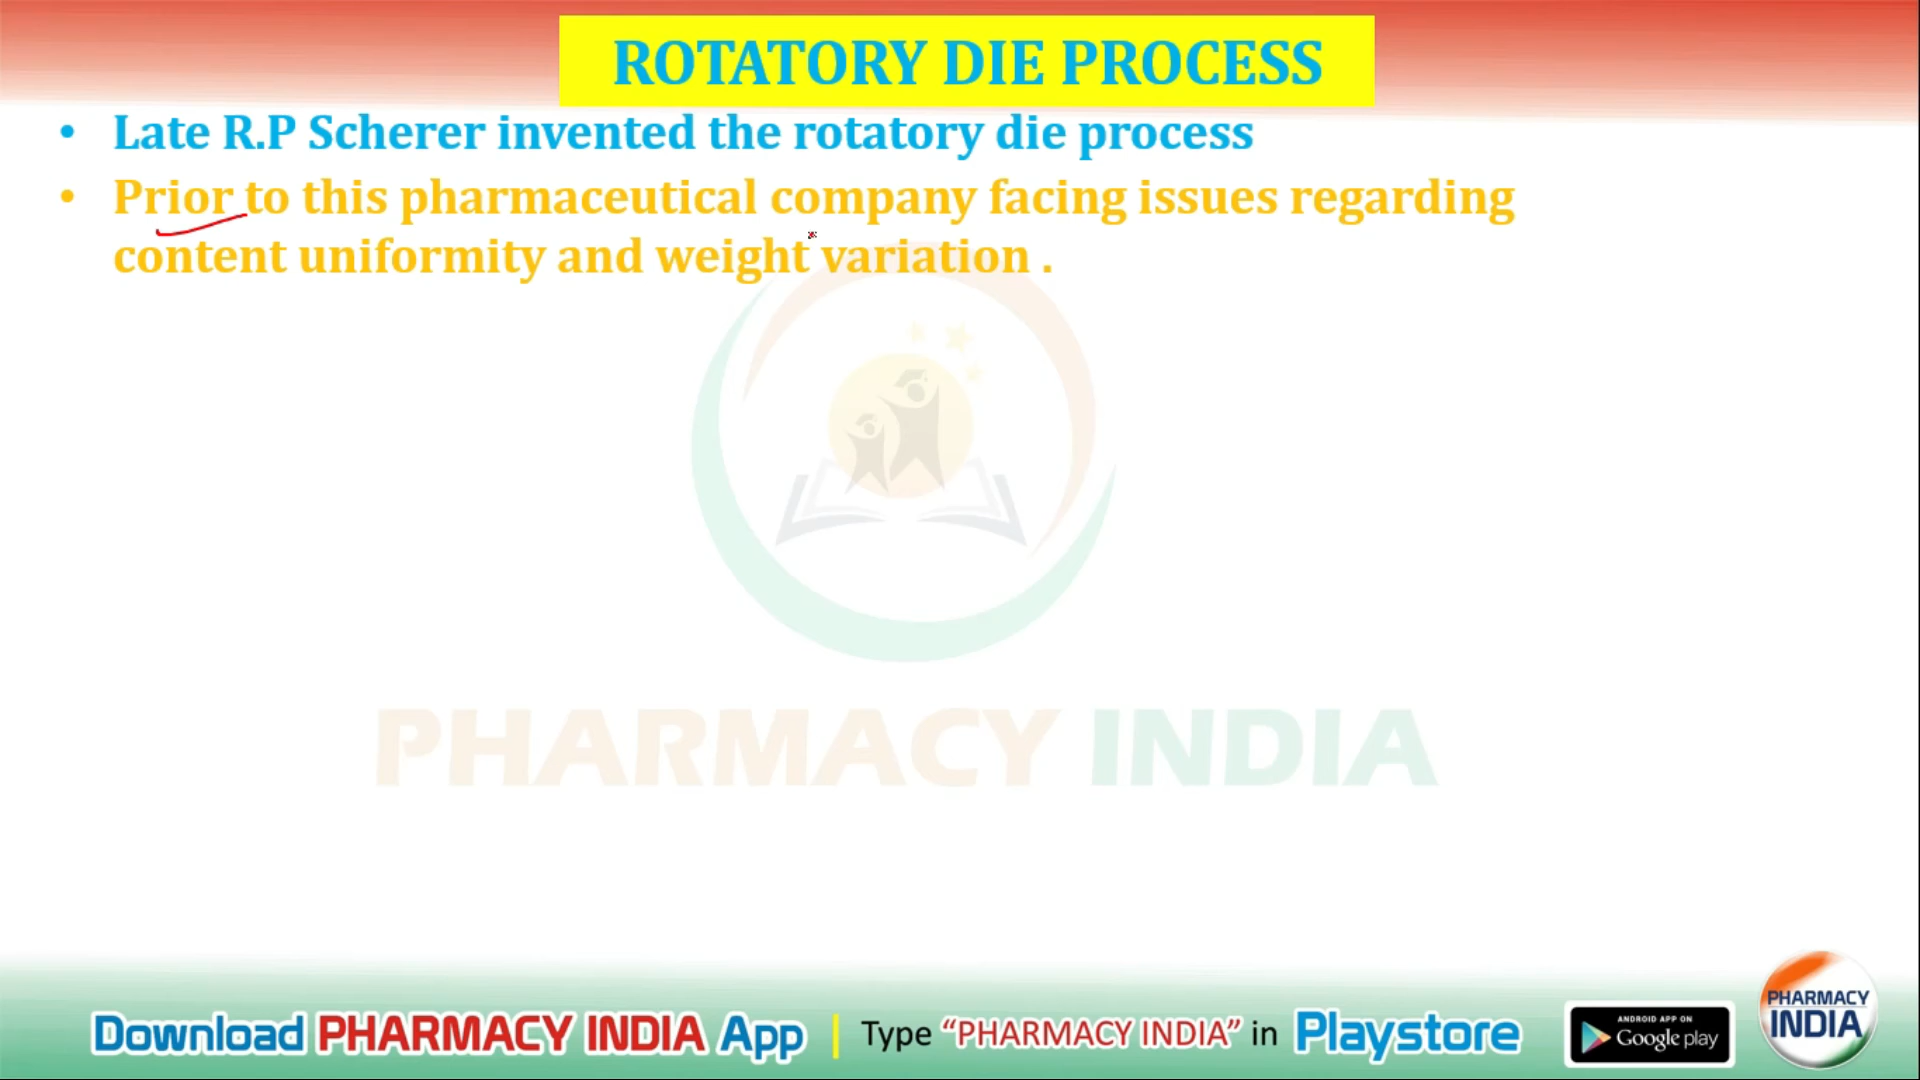 ROTATORY DIE PROCESS
• Late R.P Scherer invented the rotatory die process
• Prior to this pharmaceutical company facing issues regarding
content uniformity and weight variation .
PHARMACY INDIA
Download PHARMACY INDIA App | Type “PHARMACY INDIA” in Playstore
ANDROID APP ON
Google play
PHARMACY
INDIA